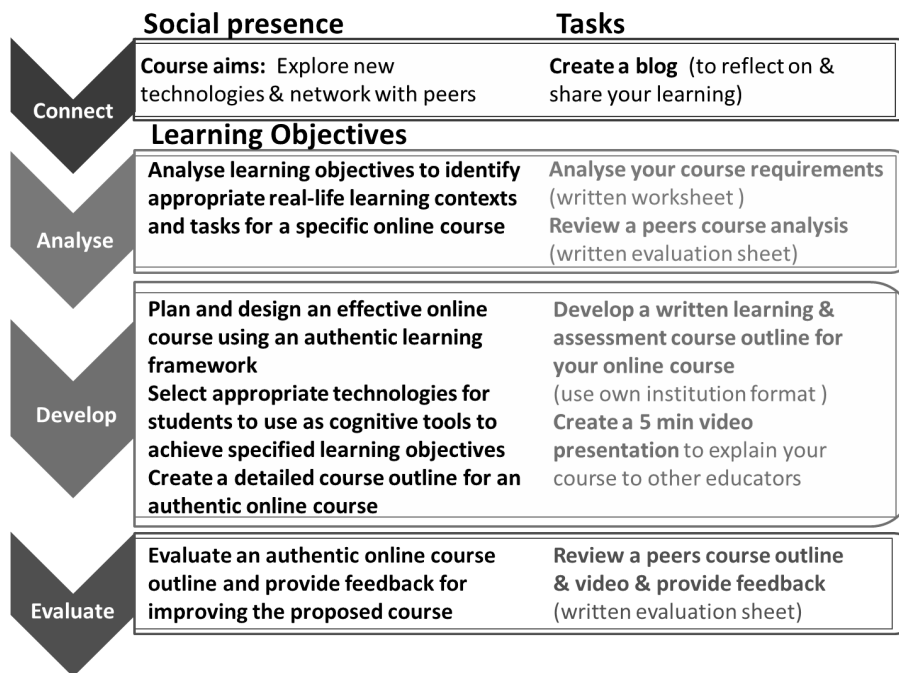 Social presence
Tasks
Connect
Course aims: Explore new
technologies & network with peers
Create a blog (to reflect on &
share your learning)
Learning Objectives
Analyse
Analyse learning objectives to identify
appropriate real-life learning contexts
and tasks for a specific online course
Analyse your course requirements
(written worksheet )
Review a peers course analysis
(written evaluation sheet)
Develop
Plan and design an effective online
course using an authentic learning
framework
Select appropriate technologies for
students to use as cognitive tools to
achieve specified learning objectives
Create a detailed course outline for an
authentic online course
Develop a written learning &
assessment course outline for
your online course
(use own institution format )
Create a 5 min video
presentation to explain your
course to other educators
Evaluate
Evaluate an authentic online course
outline and provide feedback for
improving the proposed course
Review a peers course outline
& video & provide feedback
(written evaluation sheet)